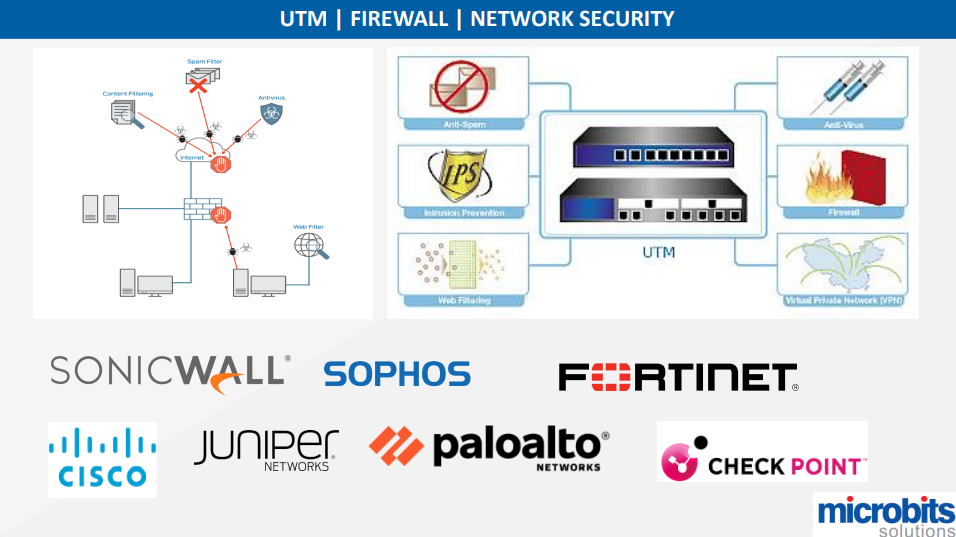 UTM | FIREWALL | NETWORK SECURITY
Spam Filter
Content Filtering
Antivirus
Internet
Web Filter
Anti-Spam
Anti-Virus
IPS
Intrusion Prevention
Firewall
UTM
Web Filtering
Virtual Private Network (VPN)
SONICWALL®
SOPHOS
FORTINET®
CISCO
JUNIPER®
NETWORKS
paloalto®
NETWORKS
CHECK POINT™
microbits
solutions